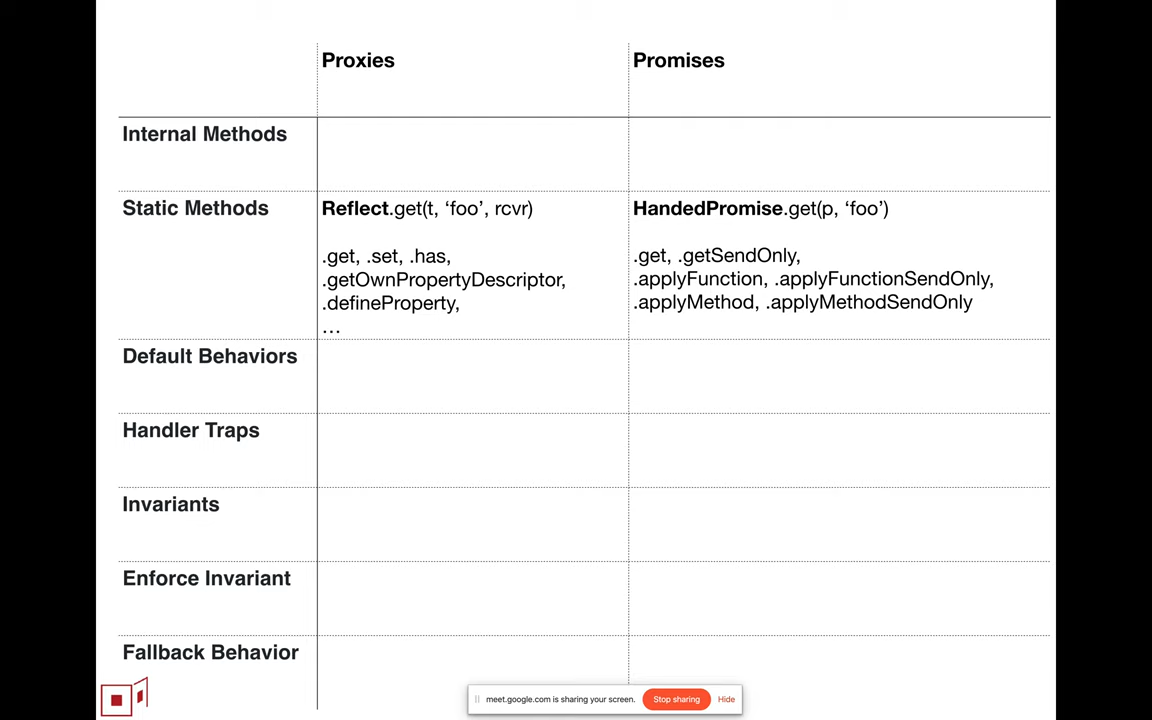 Proxies
Promises
Internal Methods
Static Methods
Reflect.get(t, ‘foo’, rcvr)
HandedPromise.get(p, ‘foo’)
.get, .set, .has,
.getOwnPropertyDescriptor,
.defineProperty,
…
.get, .getSendOnly,
.applyFunction, .applyFunctionSendOnly,
.applyMethod, .applyMethodSendOnly
Default Behaviors
Handler Traps
Invariants
Enforce Invariant
Fallback Behavior
meet.google.com is sharing your screen.
Stop sharing
Hide